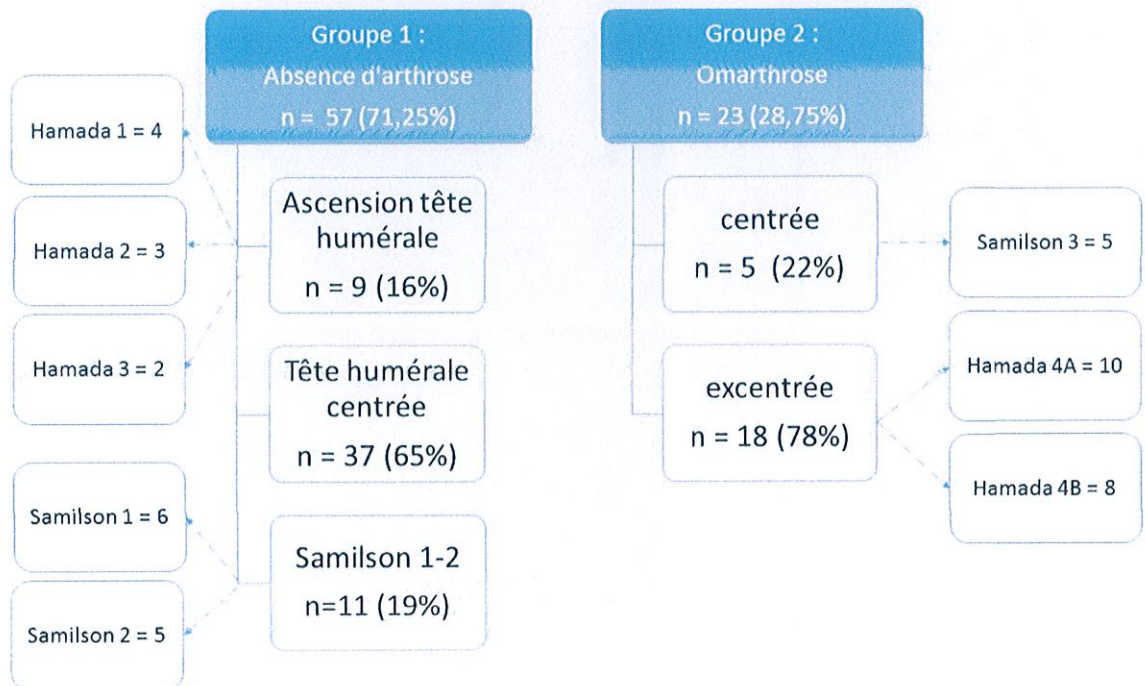 Groupe 1 :
Absence d'arthrose
n = 57 (71,25%)
Hamada 1 = 4
Hamada 2 = 3
Hamada 3 = 2
Ascension tête
humérale
n = 9 (16%)
Tête humérale
centrée
n = 37 (65%)
Samilson 1 = 6
Samilson 2 = 5
Samilson 1-2
n=11 (19%)
Groupe 2 :
Omarthrose
n = 23 (28,75%)
centrée
n = 5 (22%)
Samilson 3 = 5
excentrée
n = 18 (78%)
Hamada 4A = 10
Hamada 4B = 8